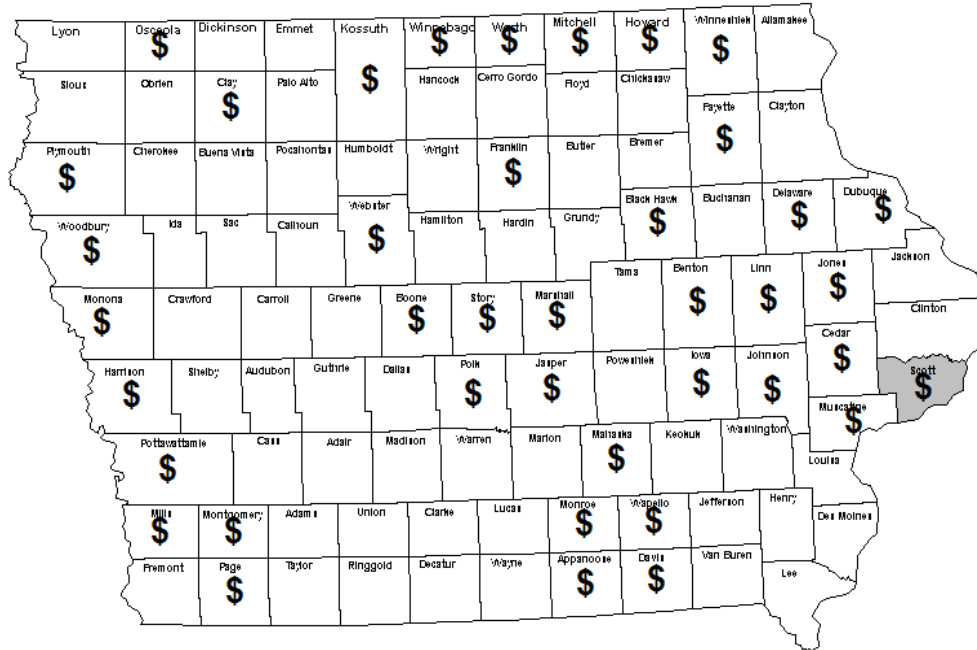 Lyon Osceola Dickinson Emmet Kossuth Winnebago Worth Mitchell Howard Winneshiek Allamakee
$ $ $ $ $ $
$
Sioux Obrien Clay Palo Alto Hancock Cerro Gordo Floyd Chickasaw
$
Fayette Clayton
$
Plymouth Cherokee Buena Vista Pocahontas Humboldt Wright Franklin Butler Bremer
$ $
Webster Black Hawk Buchanan Delaware Dubuque
$ $ $ $
Woodbury Ida Sac Calhoun Hamilton Hardin Grundy
$
Tama Benton Linn Jones Jackson
$ $ $
Monona Crawford Carroll Greene Boone Story Marshall Clinton
$ $ $ $
Cedar
$
Harrison Shelby Audubon Guthrie Dallas Polk Jasper Poweshiek Iowa Johnson Scott
$ $ $ $ $ $
Muscatine
$
Pottawattamie Cass Adair Madison Warren Marion Mahaska Keokuk Washington
$ $
Louisa
Mills Montgomery Adams Union Clarke Lucas Monroe Wapello Jefferson Henry Des Moines
$ $ $ $
Fremont Page Taylor Ringgold Decatur Wayne Appanoose Davis Van Buren Lee
$ $ $